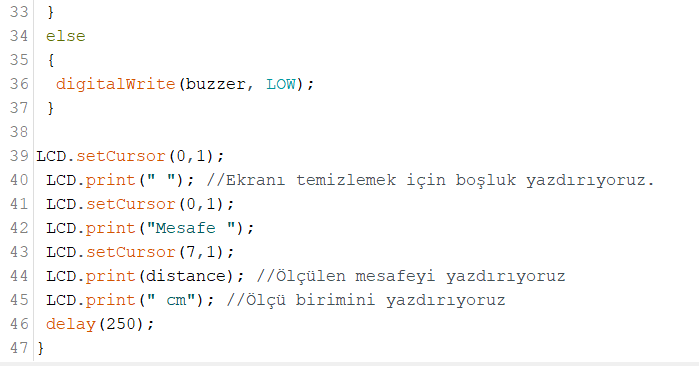 33 }
34 else
35 {
36 digitalWrite(buzzer, LOW);
37 }
38
39 LCD.setCursor(0,1);
40 LCD.print(" "); //Ekranı temizlemek için boşluk yazdırıyoruz.
41 LCD.setCursor(0,1);
42 LCD.print("Mesafe ");
43 LCD.setCursor(7,1);
44 LCD.print(distance); //Ölçülen mesafeyi yazdırıyoruz
45 LCD.print(" cm"); //Ölçü birimini yazdırıyoruz
46 delay(250);
47 }